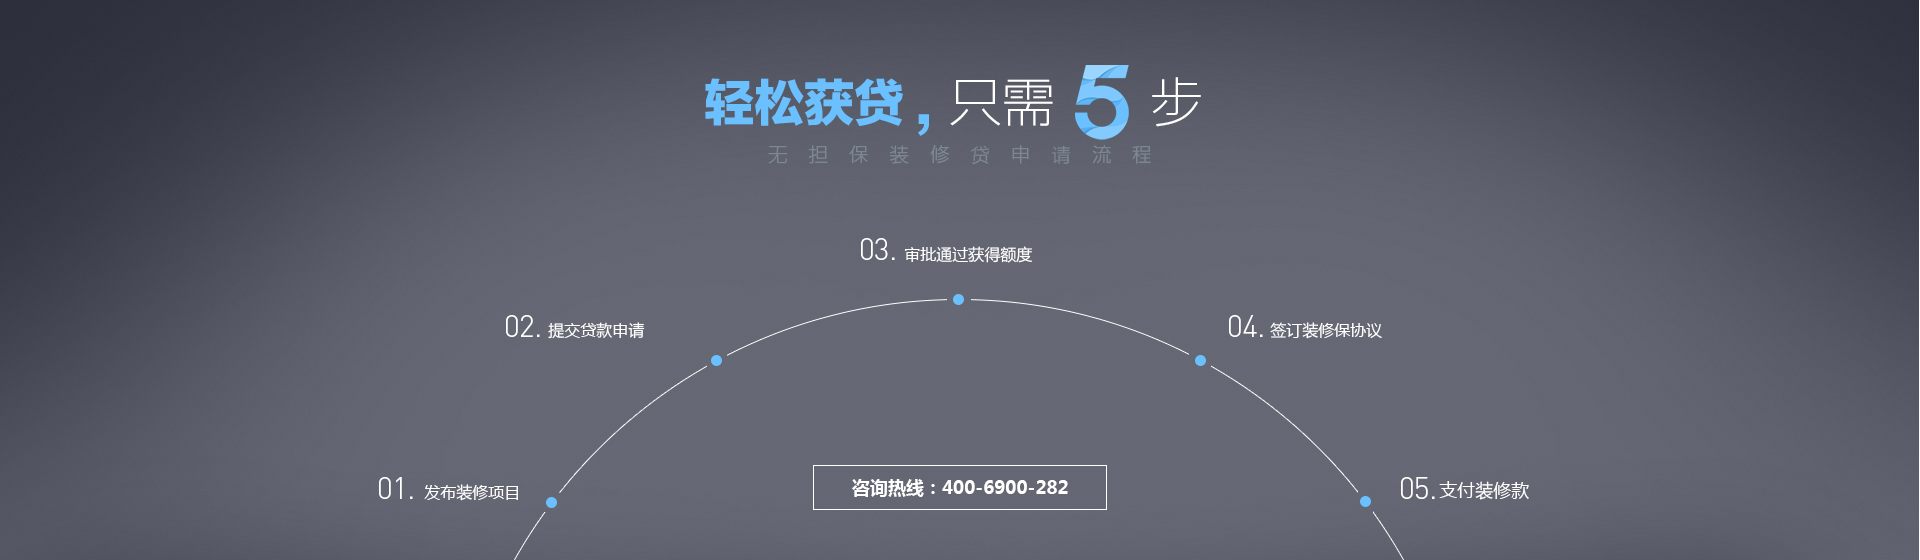 轻松获贷，只需5步
无担保装修贷申请流程
03. 审批通过获得额度
02. 提交贷款申请
04. 签订装修保协议
01. 发布装修项目
咨询热线：400-6900-282
05. 支付装修款